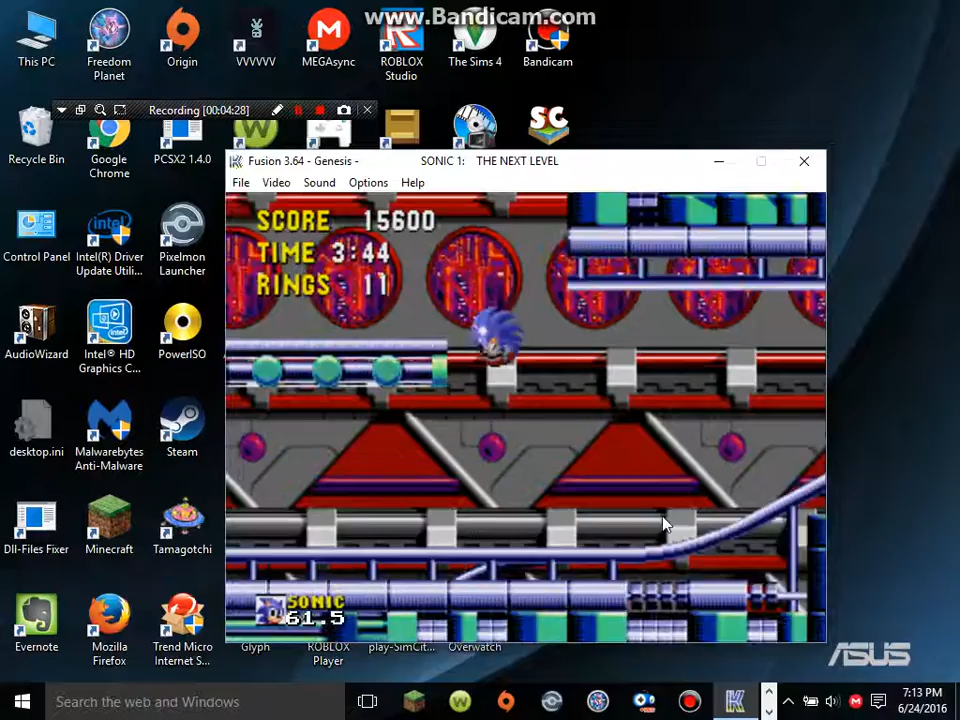 www.Bandicam.com
This PC
Freedom
Planet
Origin
VVVVVV
MEGAsync
ROBLOX
Studio
The Sims 4
Bandicam
Recording [00:04:28]
Recycle Bin
Google
Chrome
PCSX2 1.4.0
SC
Fusion 3.64 - Genesis - SONIC 1: THE NEXT LEVEL
File Video Sound Options Help
SCORE 15600
TIME 3:44
RINGS 11
Control Panel
Intel(R) Driver
Update Utili...
Pixelmon
Launcher
AudioWizard
Intel® HD
Graphics C...
PowerISO
desktop.ini
Malwarebytes
Anti-Malware
Steam
Dll-Files Fixer
Minecraft
Tamagotchi
SONIC
61.5
Evernote
Mozilla
Firefox
Trend Micro
Internet S...
Glyph
ROBLOX
Player
play-SimCit...
Overwatch
ASUS
Search the web and Windows
7:13 PM
6/24/2016